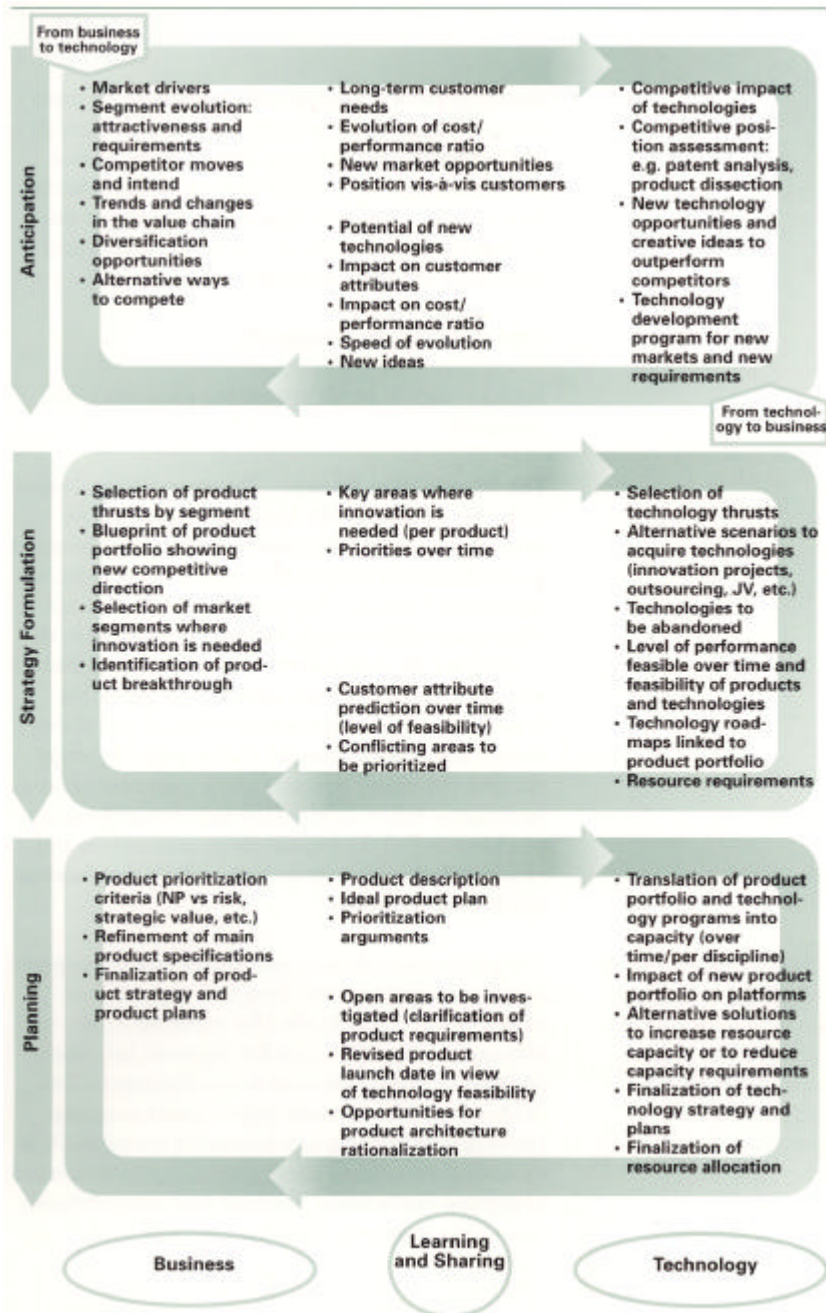 From business
to technology
Anticipation
• Market drivers
• Segment evolution:
attractiveness and
requirements
• Competitor moves
and intend
• Trends and changes
in the value chain
• Diversification
opportunities
• Alternative ways
to compete
• Long-term customer
needs
• Evolution of cost/
performance ratio
• New market opportunities
• Position vis-à-vis customers
• Potential of new
technologies
• Impact on customer
attributes
• Impact on cost/
performance ratio
• Speed of evolution
• New ideas
• Competitive impact
of technologies
• Competitive posi-
tion assessment:
e.g. patent analysis,
product dissection
• New technology
opportunities and
creative ideas to
outperform
competitors
• Technology
development
program for new
markets and new
requirements
From technol-
ogy to business
Strategy Formulation
• Selection of product
thrusts by segment
• Blueprint of product
portfolio showing
new competitive
direction
• Selection of market
segments where
innovation is needed
• Identification of prod-
uct breakthrough
• Key areas where
innovation is
needed (per product)
• Priorities over time
• Customer attribute
prediction over time
(level of feasibility)
• Conflicting areas to
be prioritized
• Selection of
technology thrusts
• Alternative scenarios to
acquire technologies
(innovation projects,
outsourcing, JV, etc.)
• Technologies to
be abandoned
• Level of performance
feasible over time and
feasibility of products
and technologies
• Technology road-
maps linked to
product portfolio
• Resource requirements
Planning
• Product prioritization
criteria (NP vs risk,
strategic value, etc.)
• Refinement of main
product specifications
• Finalization of prod-
uct strategy and
product plans
• Product description
• Ideal product plan
• Prioritization
arguments
• Open areas to be inves-
tigated (clarification of
product requirements)
• Revised product
launch date in view
of technology feasibility
• Opportunities for
product architecture
rationalization
• Translation of product
portfolio and technol-
ogy programs into
capacity (over
time/per discipline)
• Impact of new product
portfolio on platforms
• Alternative solutions
to increase resource
capacity or to reduce
capacity requirements
• Finalization of tech-
nology strategy and
plans
• Finalization of
resource allocation
Business
Learning
and Sharing
Technology